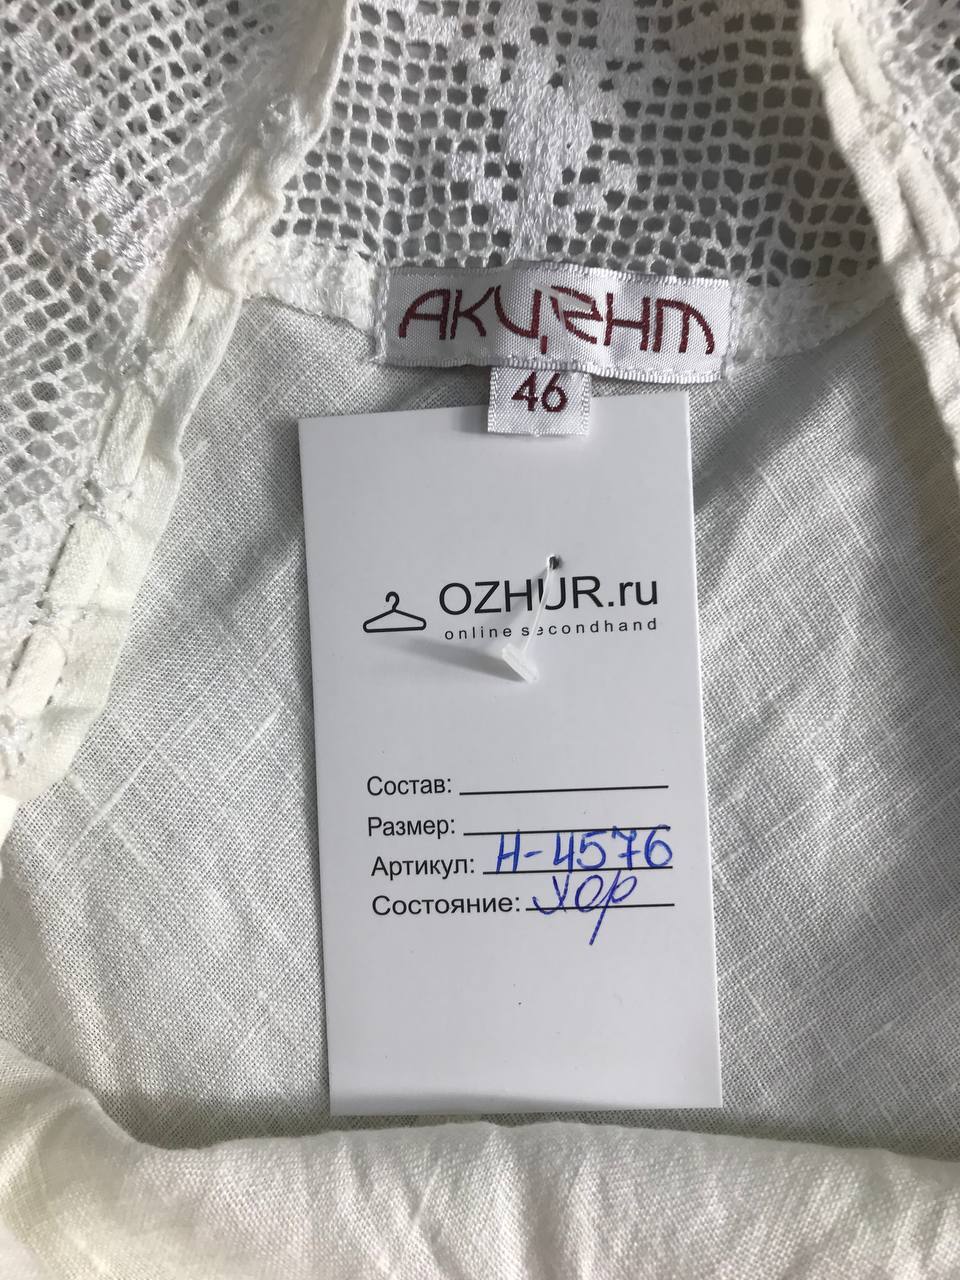 АКЦЕНТ
46
OZHUR.ru
online secondhand
Состав:
Размер:
Артикул: Н-4576
Состояние: хор